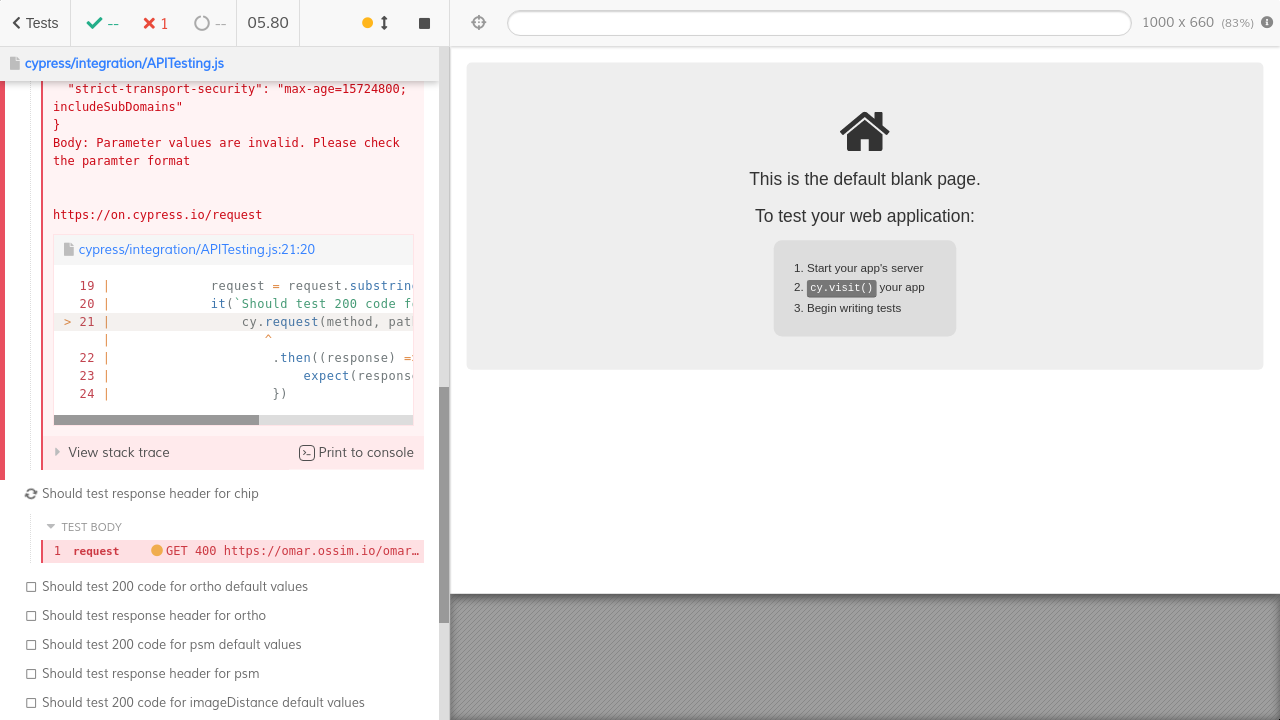 Tests
--
1
--
05.80
1000 x 660 (83%)
cypress/integration/APITesting.js
"strict-transport-security": "max-age=15724800;
includeSubDomains"
}
Body: Parameter values are invalid. Please check
the paramter format
https://on.cypress.io/request
cypress/integration/APITesting.js:21:20
19 | request = request.substring
20 | it(`Should test 200 code fo
> 21 | cy.request(method, path
| ^
22 | .then((response) =>
23 | expect(response
24 | })
View stack trace
Print to console
Should test response header for chip
TEST BODY
1 request GET 400 https://omar.ossim.io/omar…
Should test 200 code for ortho default values
Should test response header for ortho
Should test 200 code for psm default values
Should test response header for psm
Should test 200 code for imageDistance default values
This is the default blank page.
To test your web application:
1. Start your app's server
2. cy.visit() your app
3. Begin writing tests